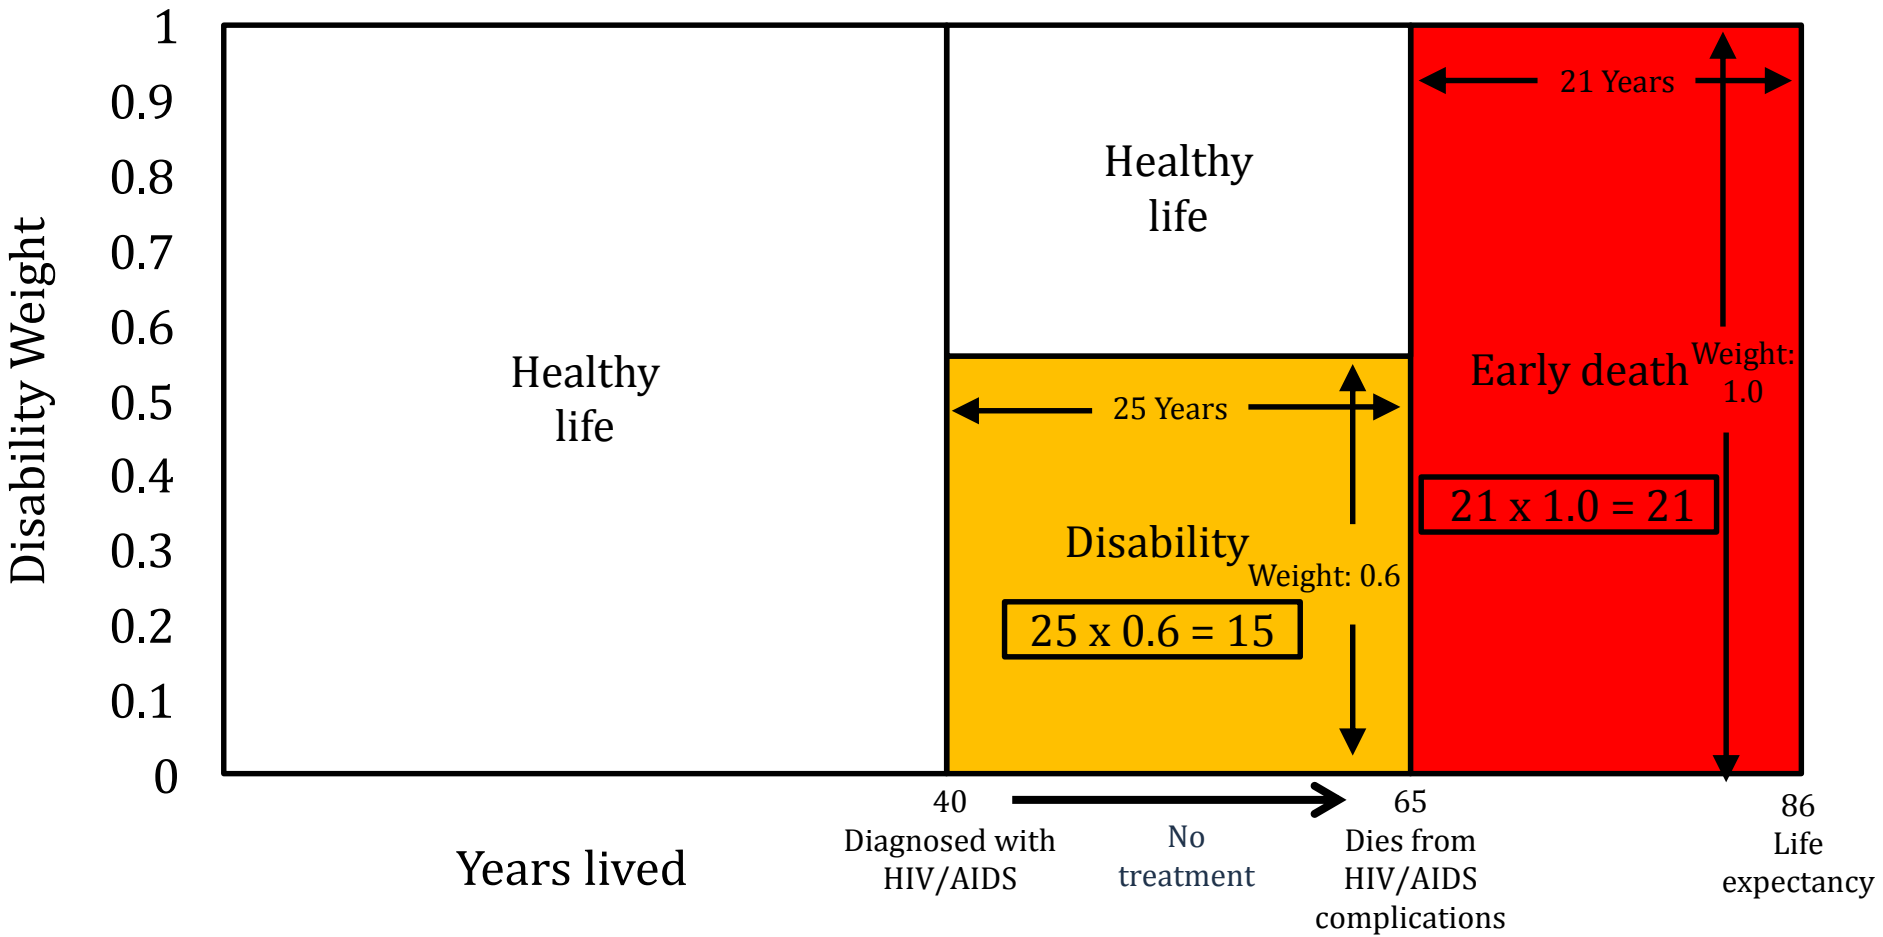 Disability Weight
1
0.9
0.8
0.7
0.6
0.5
0.4
0.3
0.2
0.1
0
Healthy
life
Healthy
life
25 Years
Disability
Weight: 0.6
25 x 0.6 = 15
21 Years
Early death
Weight:
1.0
21 x 1.0 = 21
Years lived
40
Diagnosed with
HIV/AIDS
No
treatment
65
Dies from
HIV/AIDS
complications
86
Life
expectancy